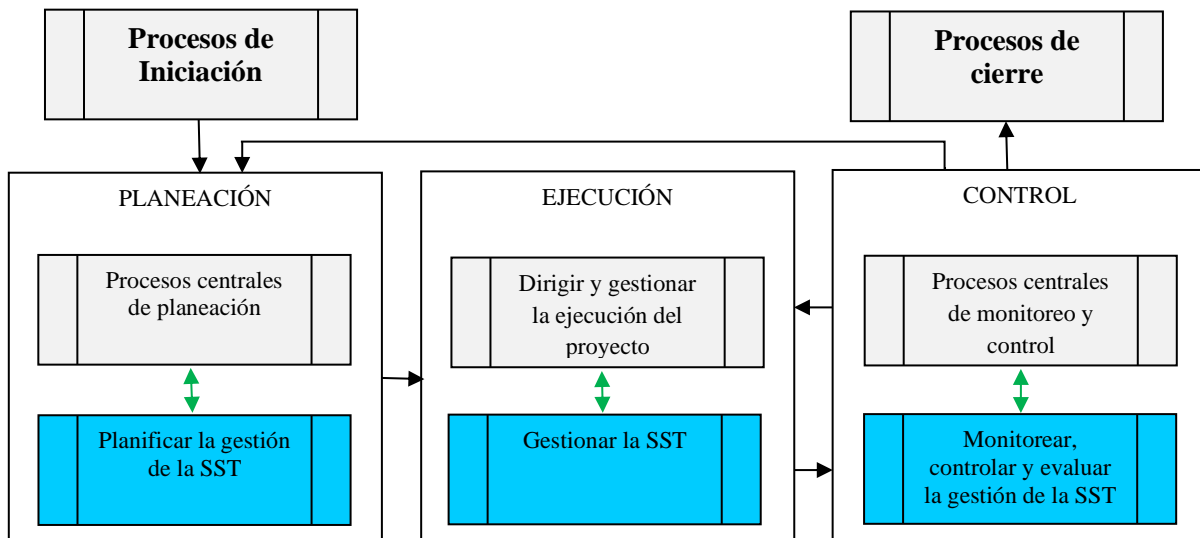 Procesos de
Iniciación
Procesos de
cierre
PLANEACIÓN
Procesos centrales
de planeación
Planificar la gestión
de la SST
EJECUCIÓN
Dirigir y gestionar
la ejecución del
proyecto
Gestionar la SST
CONTROL
Procesos centrales
de monitoreo y
control
Monitorear,
controlar y evaluar
la gestión de la SST